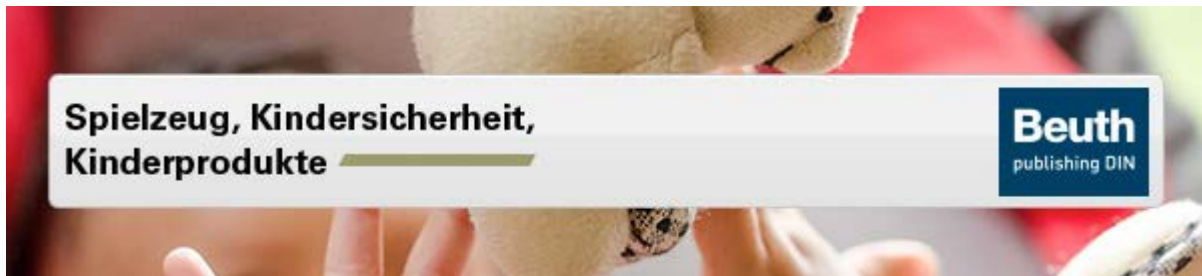 Spielzeug, Kindersicherheit,
Kinderprodukte
Beuth
publishing DIN